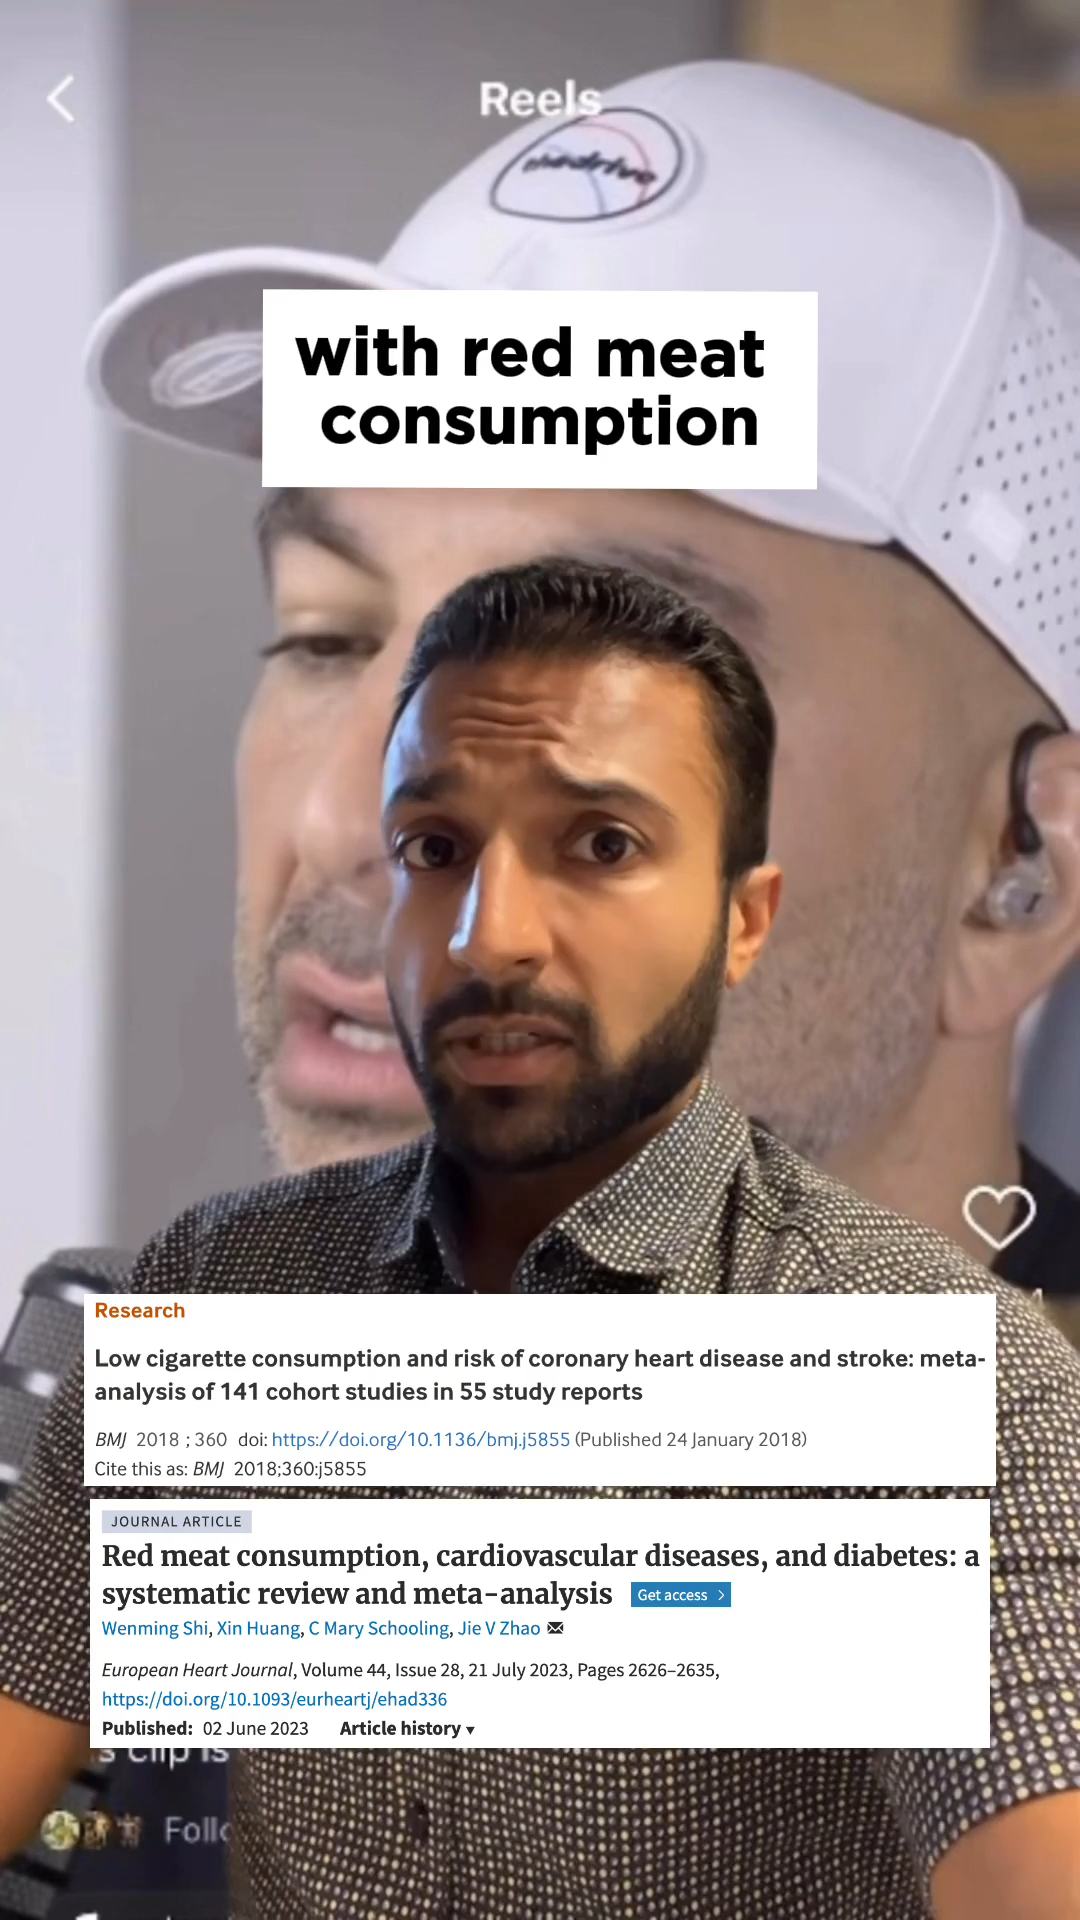 Reels
thedrive
with red meat
consumption
Research
Low cigarette consumption and risk of coronary heart disease and stroke: meta-
analysis of 141 cohort studies in 55 study reports
BMJ 2018 ; 360 doi: https://doi.org/10.1136/bmj.j5855 (Published 24 January 2018)
Cite this as: BMJ 2018;360:j5855
JOURNAL ARTICLE
Red meat consumption, cardiovascular diseases, and diabetes: a
systematic review and meta-analysis Get access >
Wenming Shi, Xin Huang, C Mary Schooling, Jie V Zhao
European Heart Journal, Volume 44, Issue 28, 21 July 2023, Pages 2626–2635,
https://doi.org/10.1093/eurheartj/ehad336
Published: 02 June 2023 Article history ▾
clip is